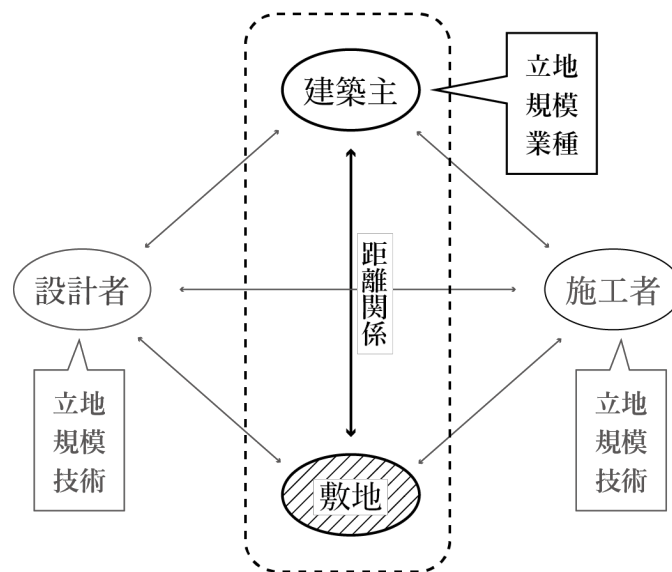 建築主
立地
規模
業種
距離関係
設計者
施工者
立地
規模
技術
立地
規模
技術
敷地